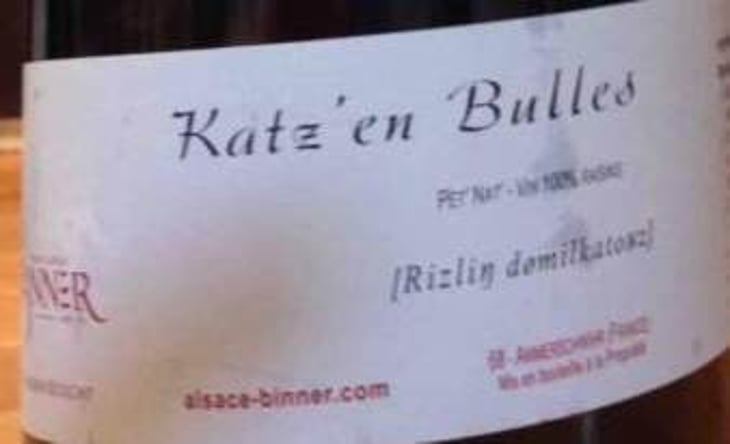 Katz'en Bulles
PET' NAT' - VIN 100% RAISINS
[Rizlin domilkatonz]
NNER
alsace-binner.com
68 - AMMERSCHWIHR FRANCE
Mis en bouteille à la Propriété